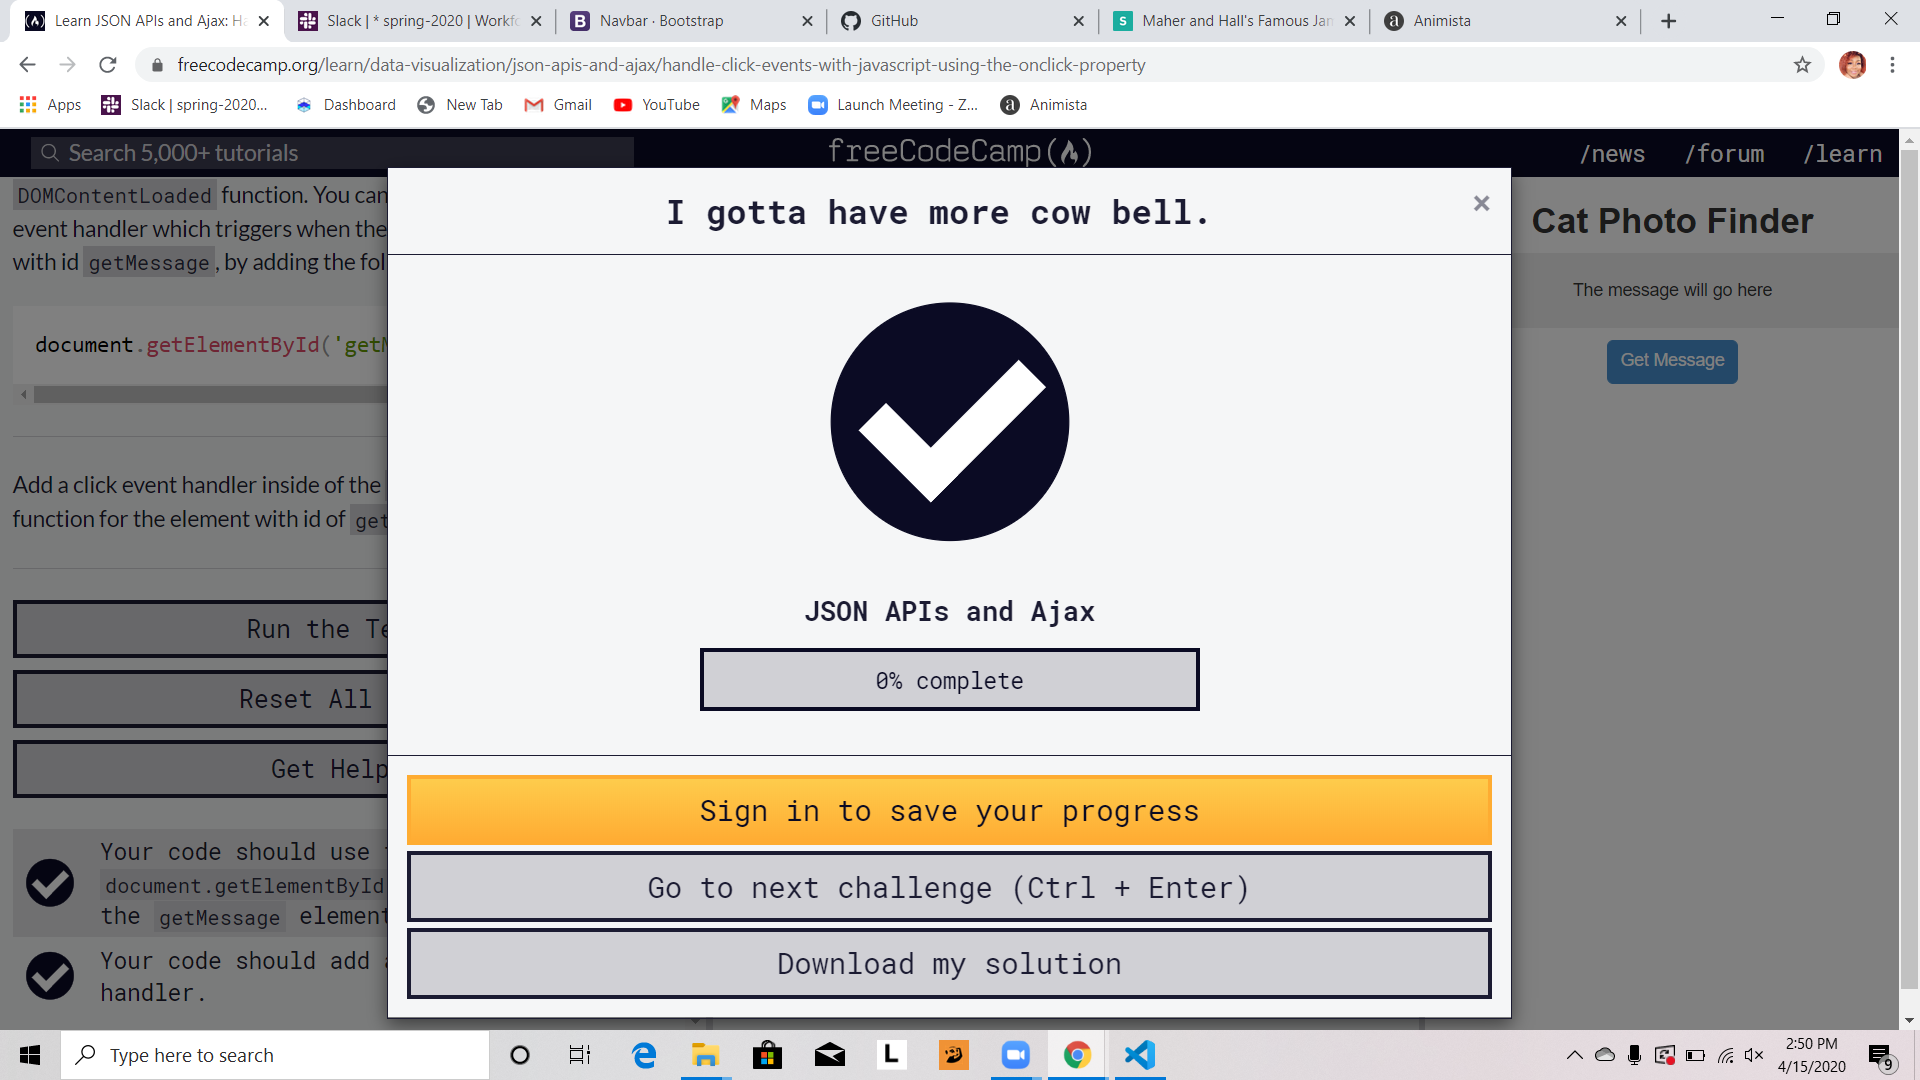 Learn JSON APIs and Ajax: Ha
Slack | * spring-2020 | Workfo
Navbar · Bootstrap
GitHub
Maher and Hall's Famous Jam
Animista
freecodecamp.org/learn/data-visualization/json-apis-and-ajax/handle-click-events-with-javascript-using-the-onclick-property
Apps
Slack | spring-2020...
Dashboard
New Tab
Gmail
YouTube
Maps
Launch Meeting - Z...
Animista
Search 5,000+ tutorials
freeCodeCamp
/news
/forum
/learn
DOMContentLoaded function. You can
event handler which triggers when the
with id getMessage, by adding the fol
document.getElementById('getM
Add a click event handler inside of the
function for the element with id of get
Run the Te
Reset All
Get Help
Your code should use
document.getElementById
the getMessage element
Your code should add a
handler.
I gotta have more cow bell.
×
JSON APIs and Ajax
0% complete
Sign in to save your progress
Go to next challenge (Ctrl + Enter)
Download my solution
Cat Photo Finder
The message will go here
Get Message
Type here to search
2:50 PM
4/15/2020
9